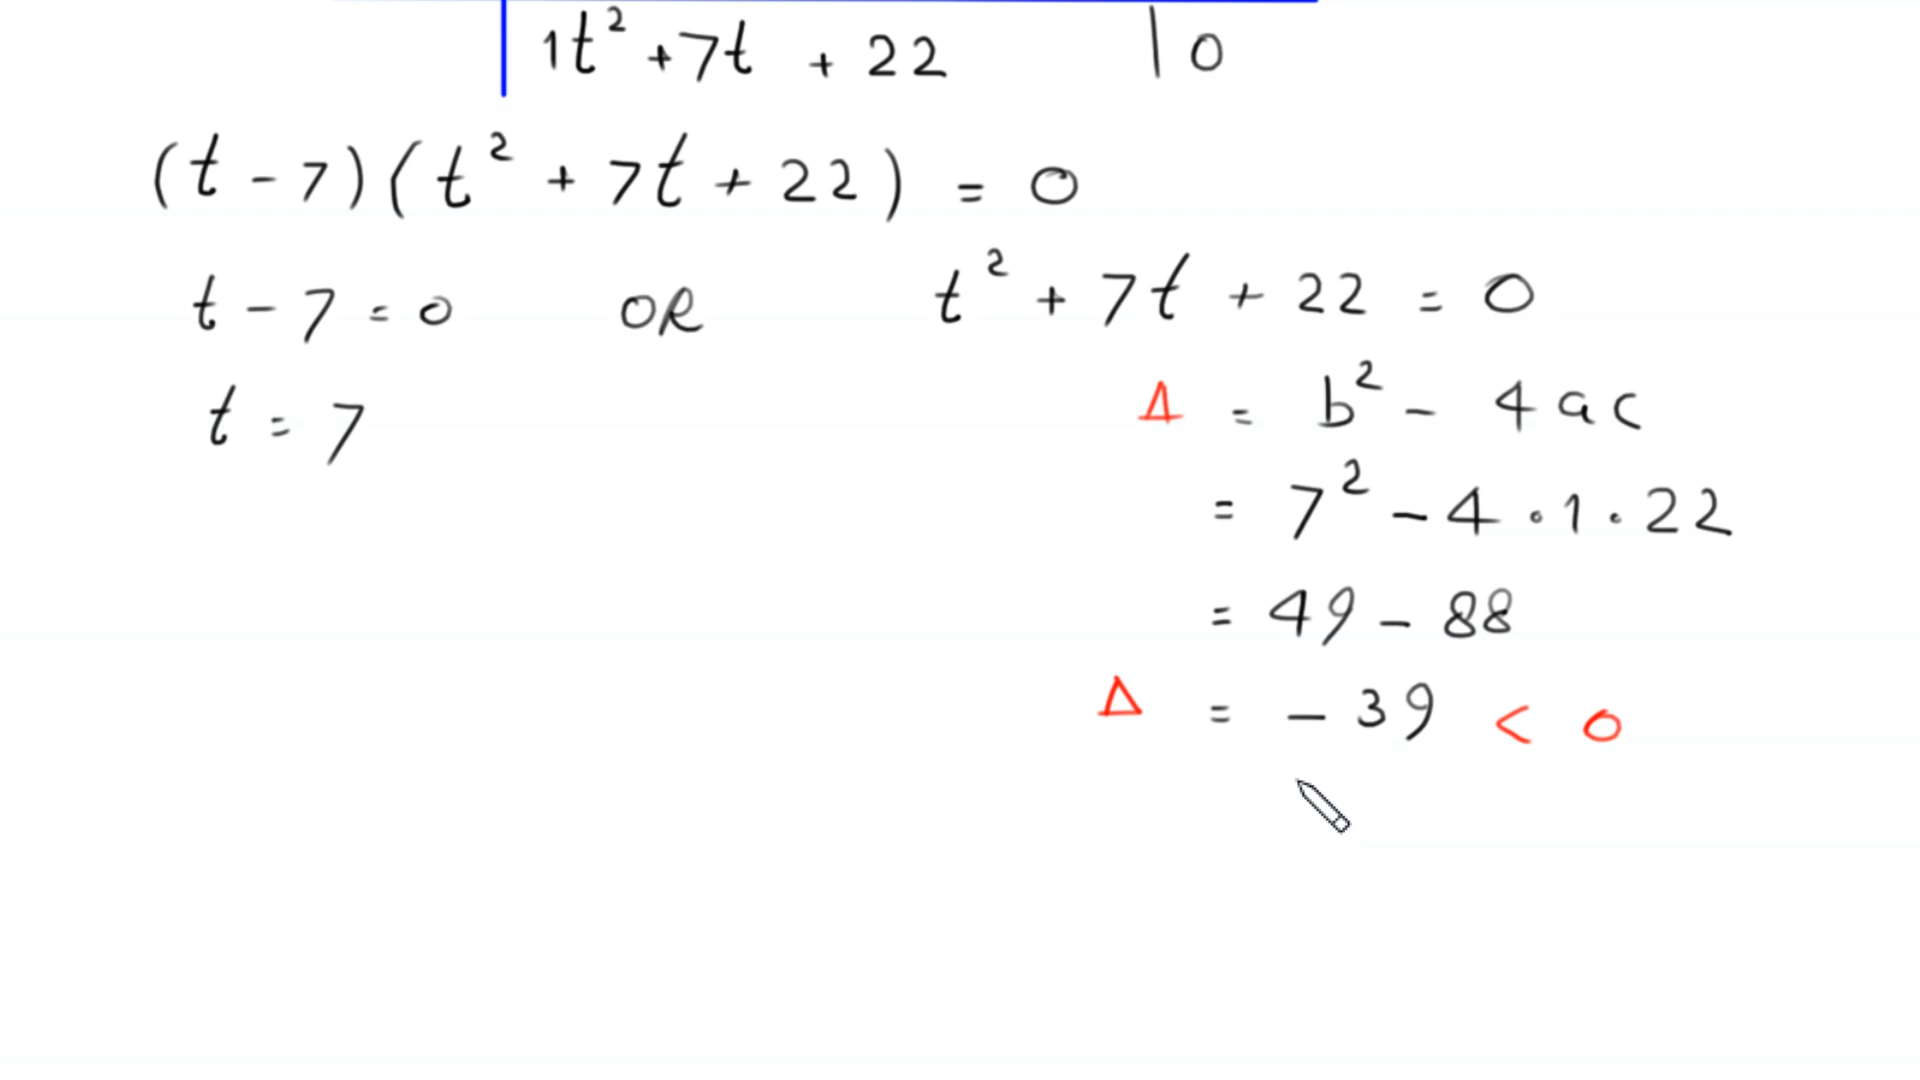 1t² + 7t + 22 | 0
(t - 7)(t² + 7t + 22) = 0
t - 7 = 0 OR t² + 7t + 22 = 0
t = 7
Δ = b² - 4ac
= 7² - 4 · 1 · 22
= 49 - 88
Δ = - 39 < 0